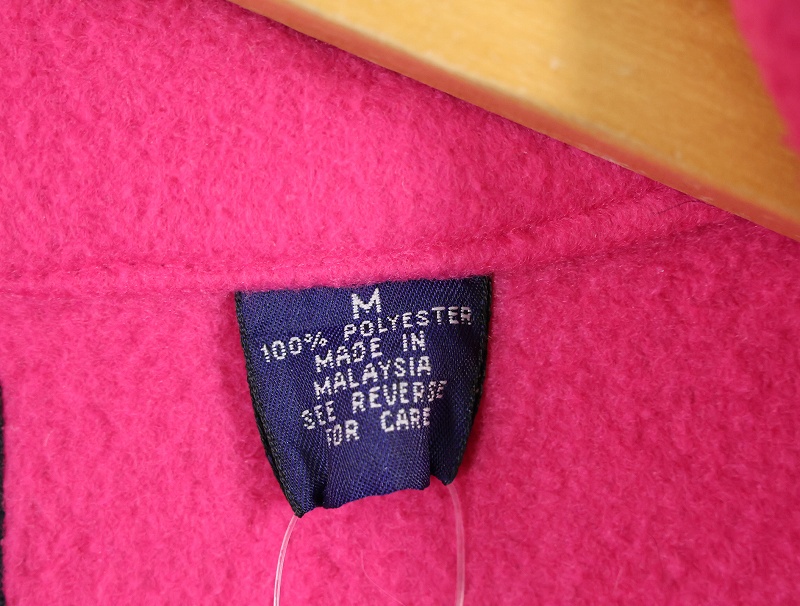 M
100% POLYESTER
MADE IN
MALAYSIA
SEE REVERSE
FOR CARE